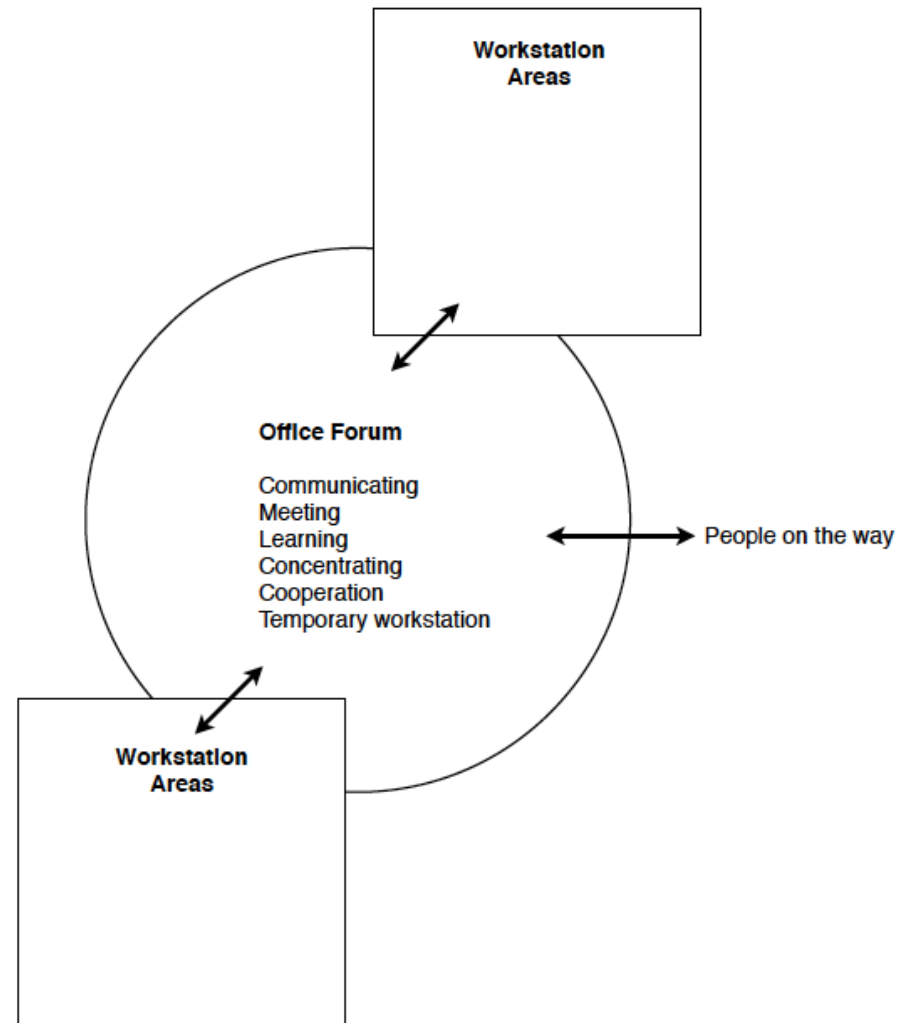 Workstation
Areas
Office Forum
Communicating
Meeting
Learning
Concentrating
Cooperation
Temporary workstation
People on the way
Workstation
Areas